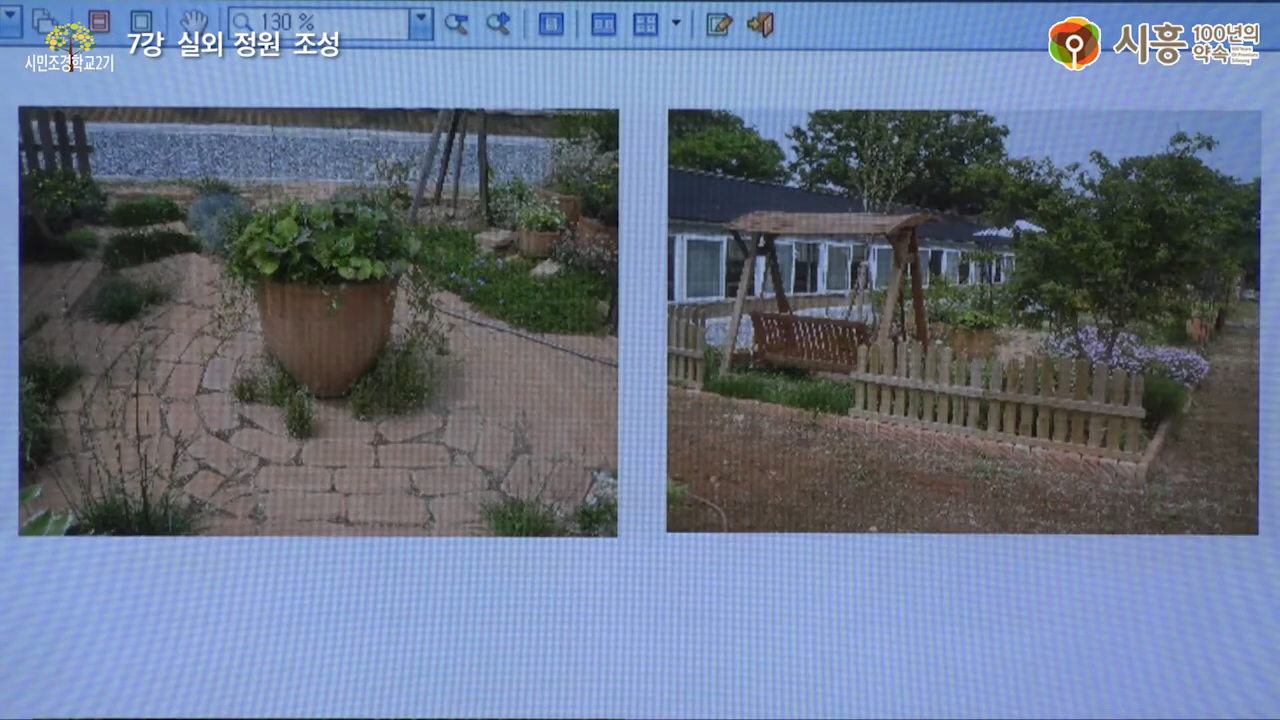 130 %
7강 실외 정원 조성
시민조경학교2기
시흥 100년의
약속